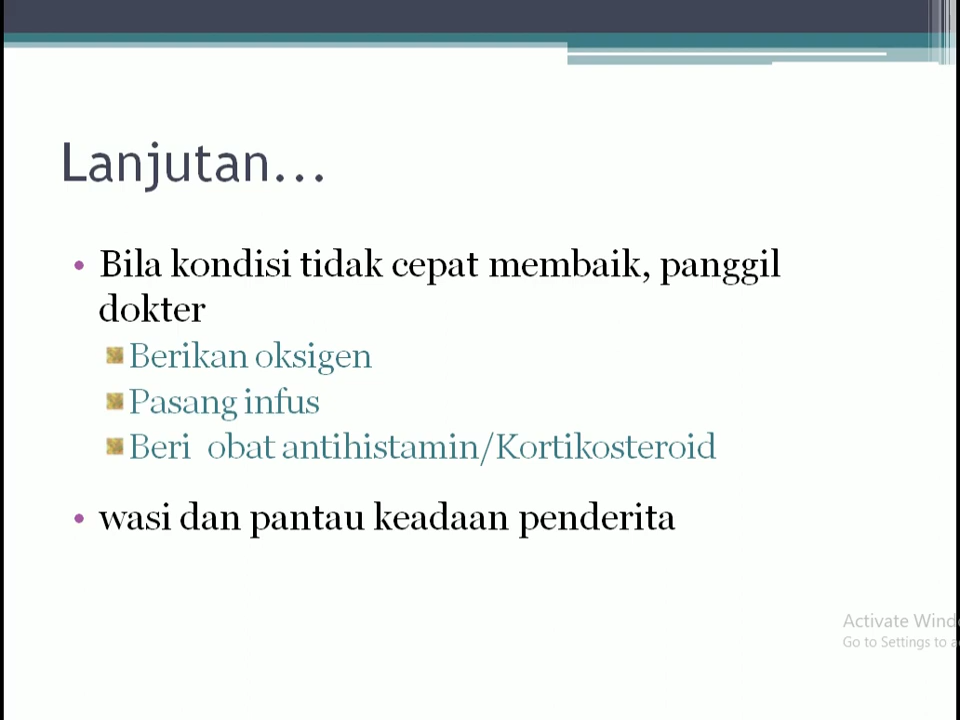 Lanjutan...
• Bila kondisi tidak cepat membaik, panggil
dokter
Berikan oksigen
Pasang infus
Beri obat antihistamin/Kortikosteroid
• wasi dan pantau keadaan penderita
Activate Windo
Go to Settings to a